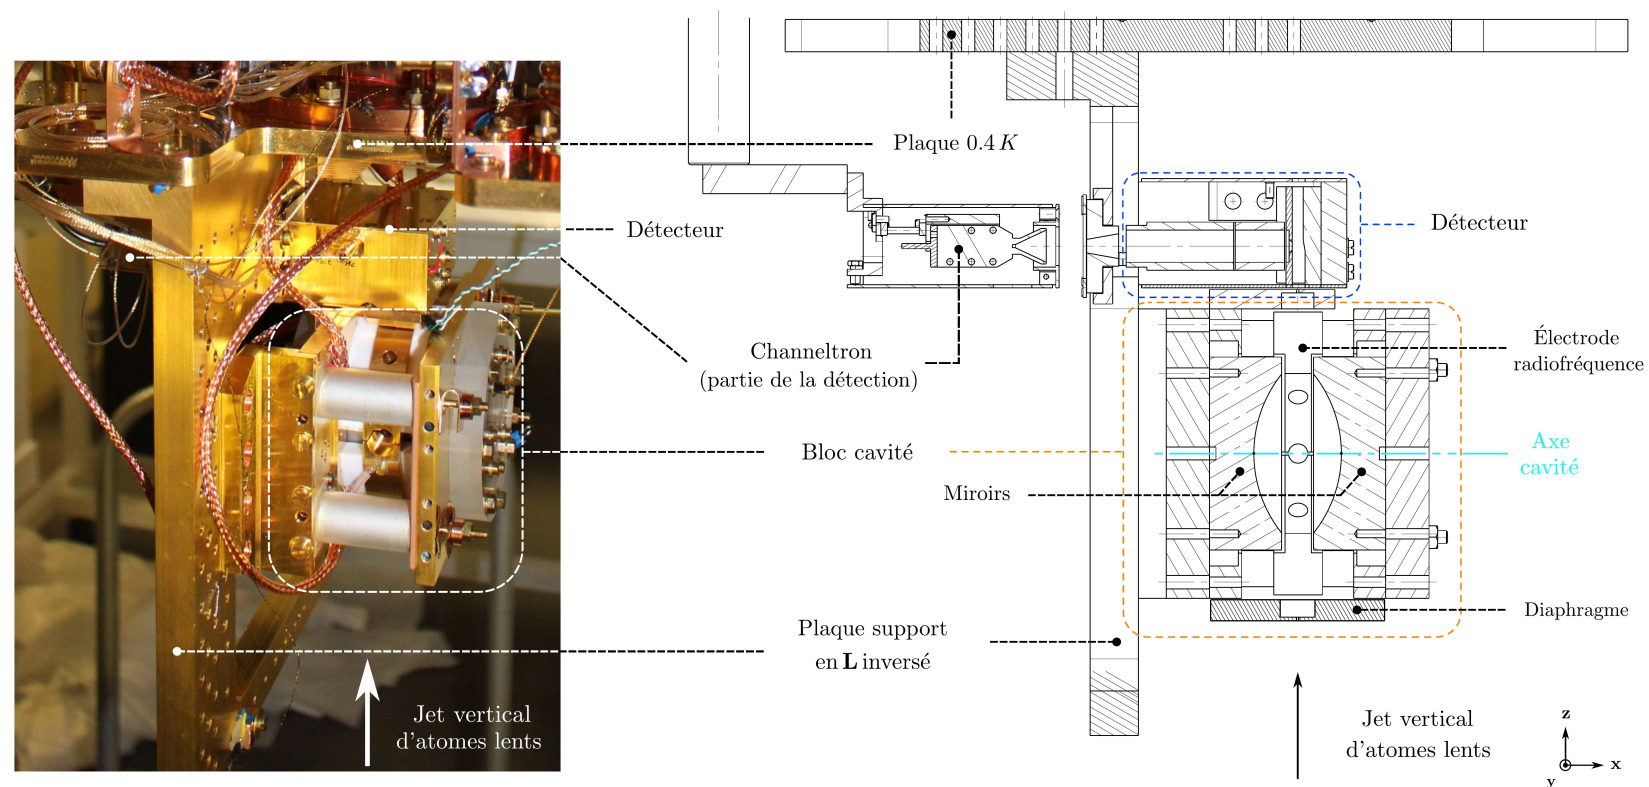 Plaque 0.4 K
Détecteur
Détecteur
Channeltron
(partie de la détection)
Électrode
radiofréquence
Bloc cavité
Axe
cavité
Miroirs
Diaphragme
Plaque support
en L inversé
Jet vertical
d'atomes lents
Jet vertical
d'atomes lents
z
x
y